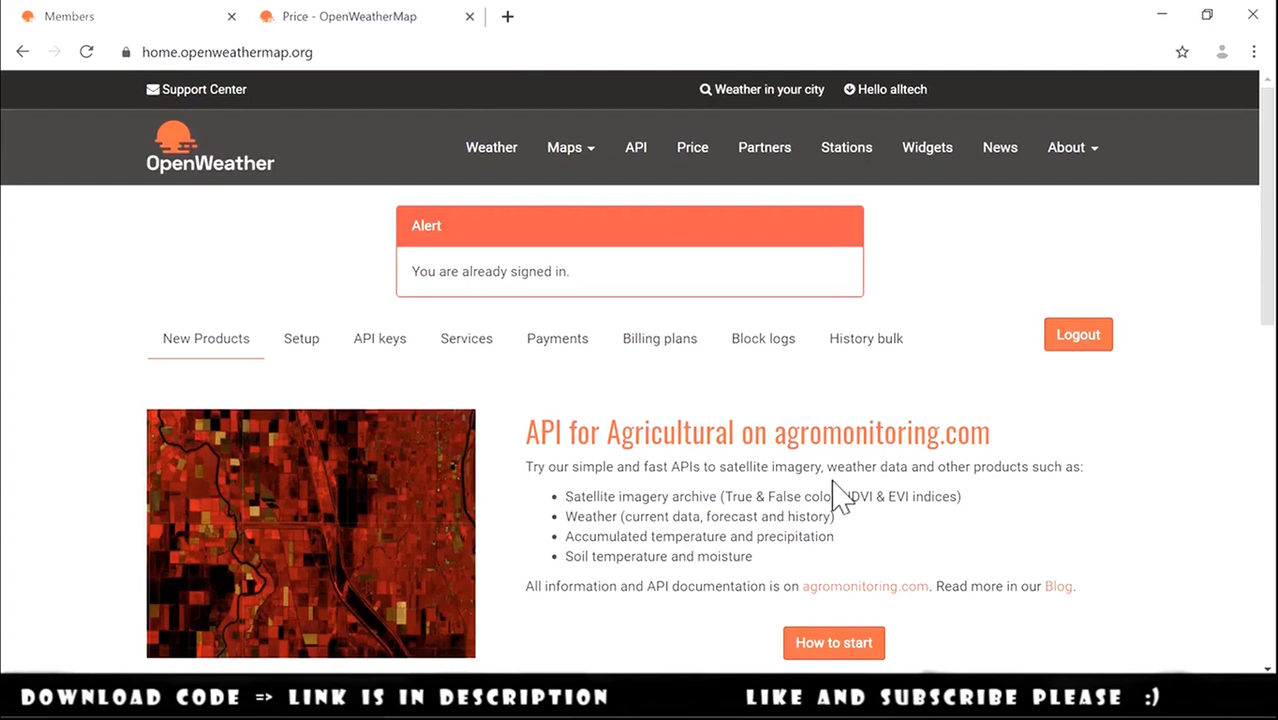 Members
Price - OpenWeatherMap
home.openweathermap.org
Support Center
Weather in your city
Hello alltech
OpenWeather
Weather
Maps
API
Price
Partners
Stations
Widgets
News
About
Alert
You are already signed in.
New Products
Setup
API keys
Services
Payments
Billing plans
Block logs
History bulk
Logout
API for Agricultural on agromonitoring.com
Try our simple and fast APIs to satellite imagery, weather data and other products such as:
Satellite imagery archive (True & False & EVI indices)
Weather (current data, forecast and history)
Accumulated temperature and precipitation
Soil temperature and moisture
All information and API documentation is on agromonitoring.com. Read more in our Blog.
How to start
DOWNLOAD CODE => LINK IS IN DESCRIPTION
LIKE AND SUBSCRIBE PLEASE :)